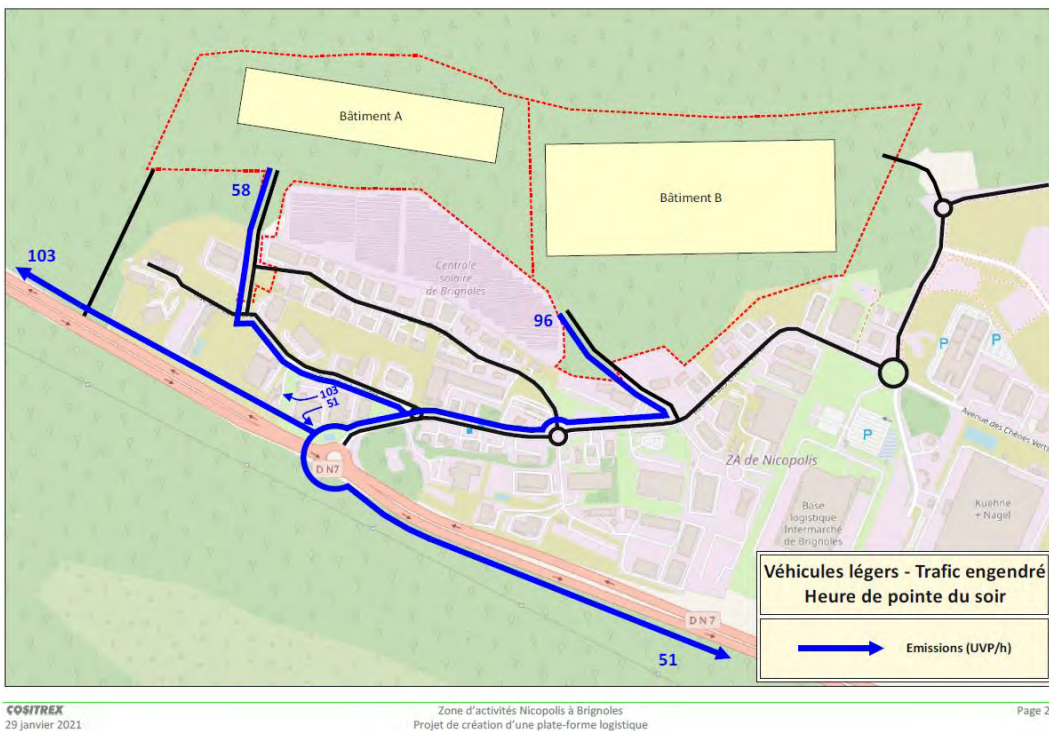 Bâtiment A
Bâtiment B
58
103
Centrale
solaire
de Brignoles
96
P
P
103
51
Avenue des Chênes Verts
P
ZA de Nicopolis
D N7
Base
logistique
Intermarché
de Brignoles
Kuehne
+ Nagel
Véhicules légers - Trafic engendré
Heure de pointe du soir
D N 7
Emissions (UVP/h)
51
COSITREX
29 janvier 2021
Zone d'activités Nicopolis à Brignoles
Projet de création d'une plate-forme logistique
Page 2